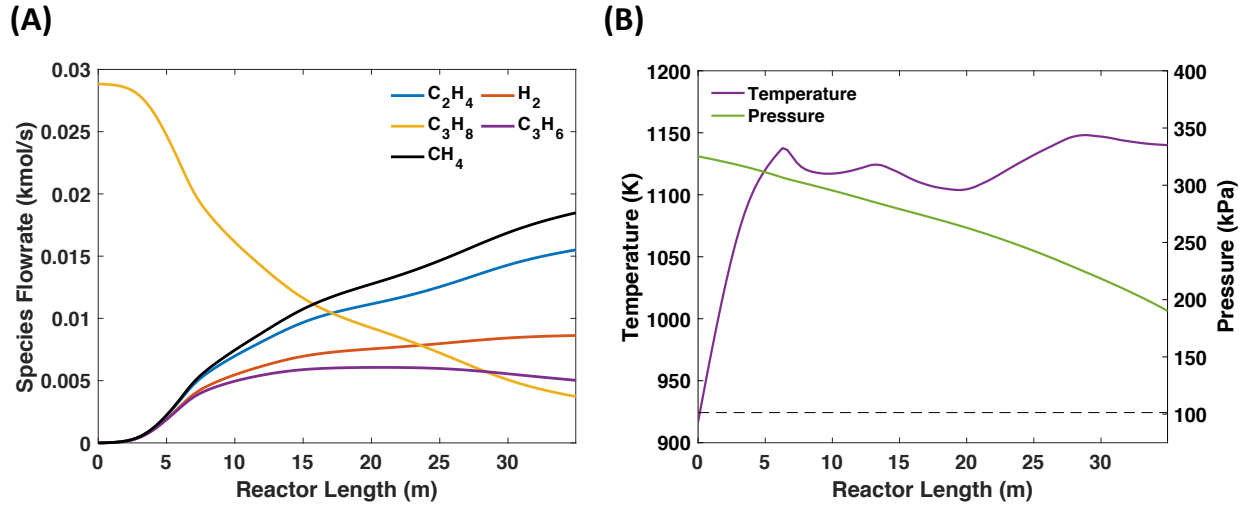 (A)
0.03
0.025
0.02
0.015
0.01
0.005
0
Species Flowrate (kmol/s)
C2H4 H2
C3H8 C3H6
CH4
0 5 10 15 20 25 30
Reactor Length (m)
(B)
1200
1150
1100
1050
1000
950
900
Temperature (K)
Temperature
Pressure
400
350
300
250
200
150
100
Pressure (kPa)
0 5 10 15 20 25 30
Reactor Length (m)